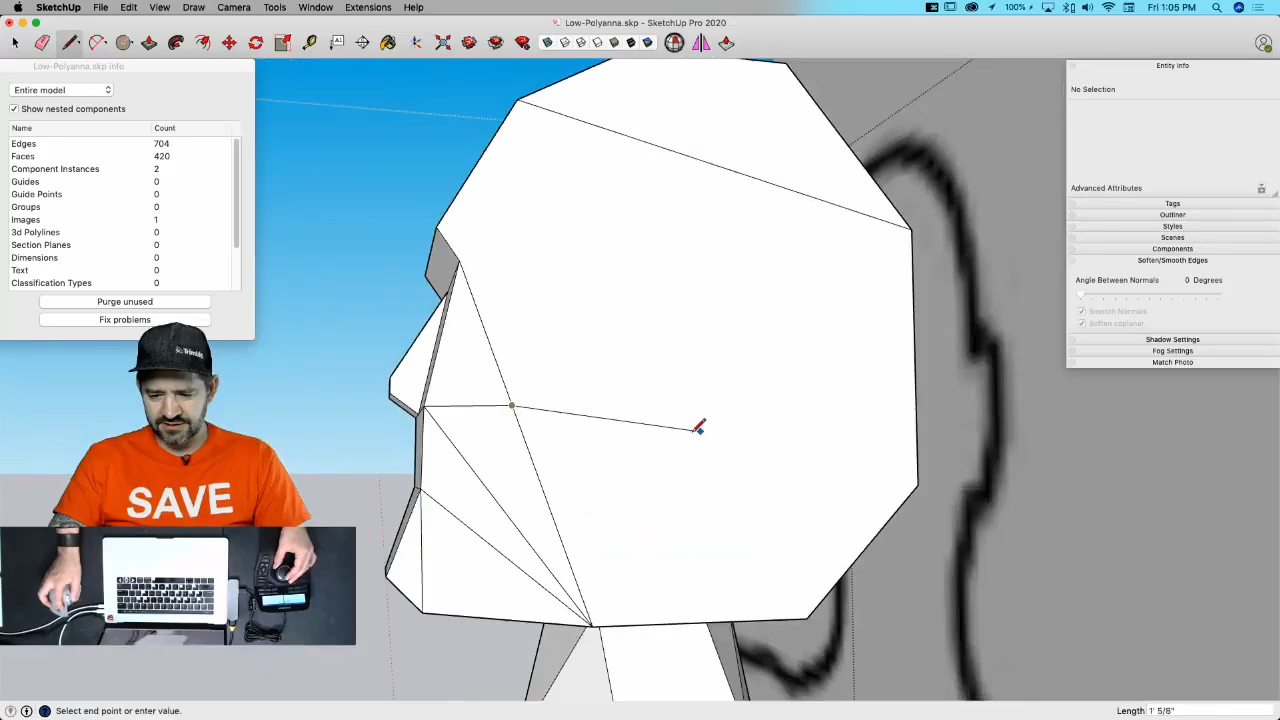 SketchUp File Edit View Camera Draw Tools Window Extensions Help
100% Fri 1:05 PM
Low-Polyanna.skp - SketchUp Pro 2020
Low-Polyanna.skp info
Entire model
Show nested components
Name Count
Edges 704
Faces 420
Component Instances 2
Guides 0
Guide Points 0
Groups 0
Images 1
3d Polylines 0
Section Planes 0
Dimensions 0
Text 0
Classification Types 0
Purge unused
Fix problems
Entity Info
No Selection
Advanced Attributes
Tags
Outliner
Styles
Scenes
Components
Soften/Smooth Edges
Angle Between Normals 0 Degrees
Smooth Normals
Soften coplanar
Shadow Settings
Fog Settings
Match Photo
Trimble
SAVE
Select end point or enter value.
Length 1' 5/8"